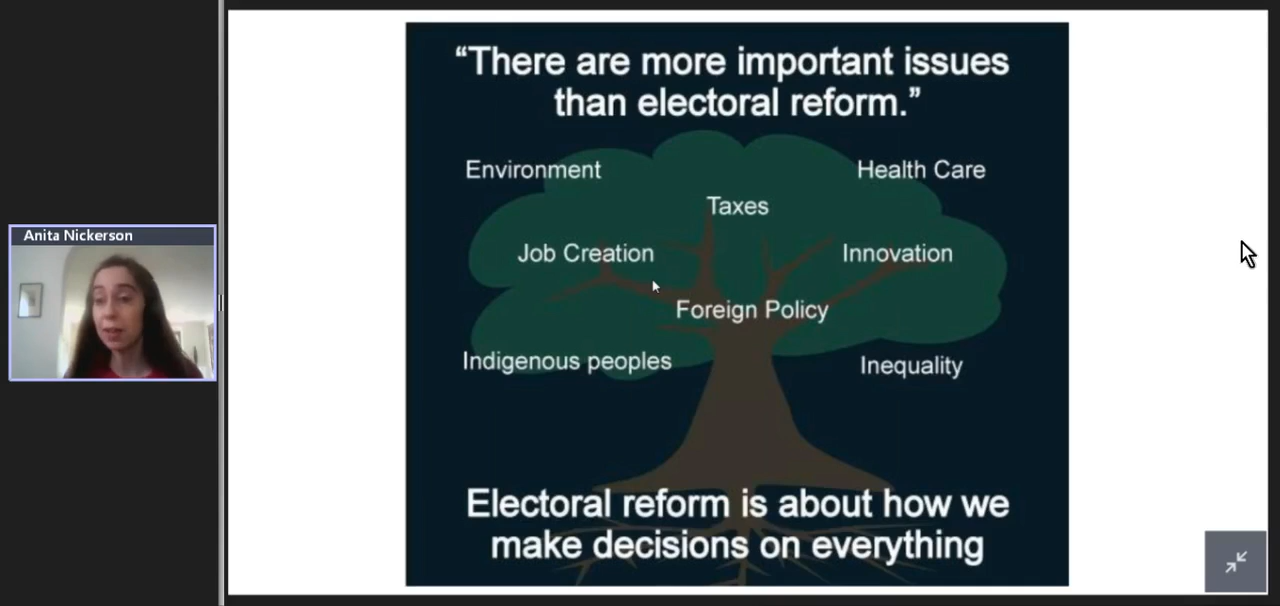 Anita Nickerson
“There are more important issues
than electoral reform.”
Environment
Health Care
Taxes
Job Creation
Innovation
Foreign Policy
Indigenous peoples
Inequality
Electoral reform is about how we
make decisions on everything